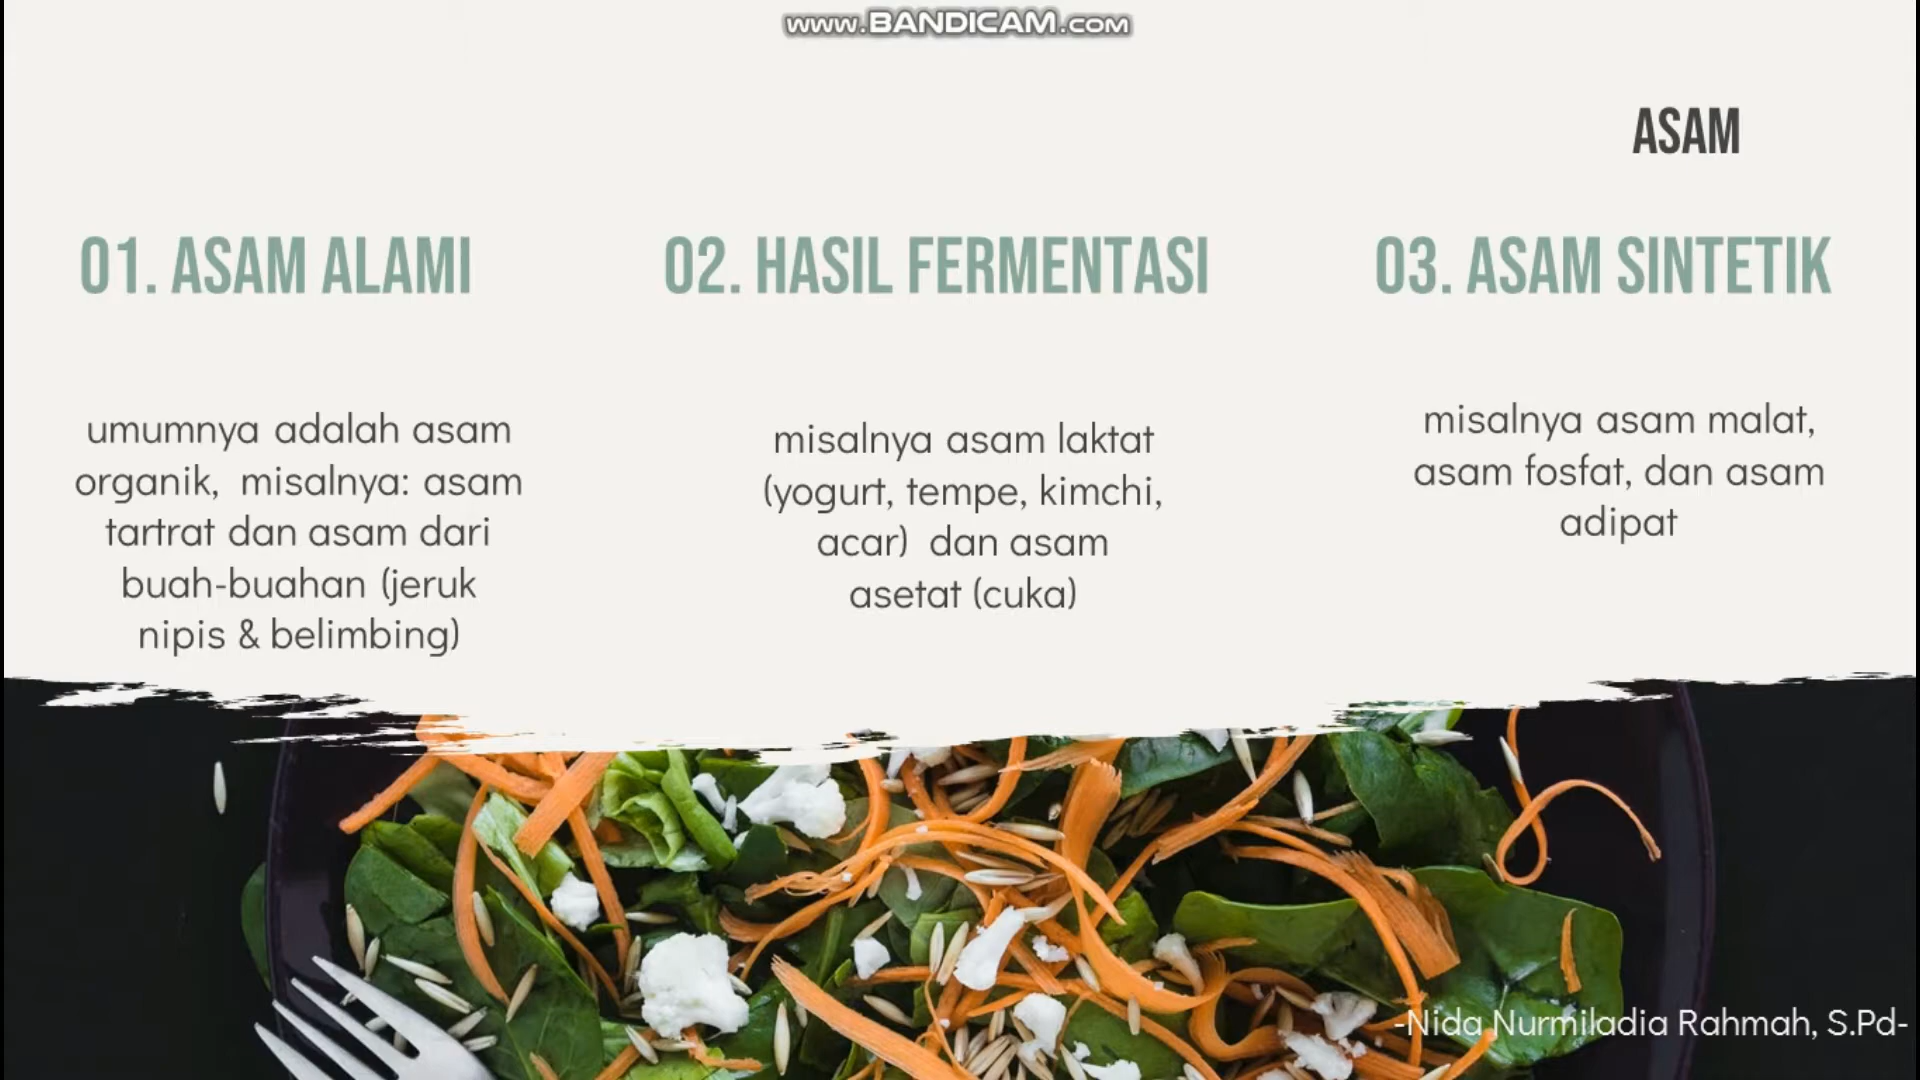 www.BANDICAM.com
ASAM
01. ASAM ALAMI
umumnya adalah asam
organik, misalnya: asam
tartrat dan asam dari
buah-buahan (jeruk
nipis & belimbing)
02. HASIL FERMENTASI
misalnya asam laktat
(yogurt, tempe, kimchi,
acar) dan asam
asetat (cuka)
03. ASAM SINTETIK
misalnya asam malat,
asam fosfat, dan asam
adipat
-Nida Nurmiladia Rahmah, S.Pd-